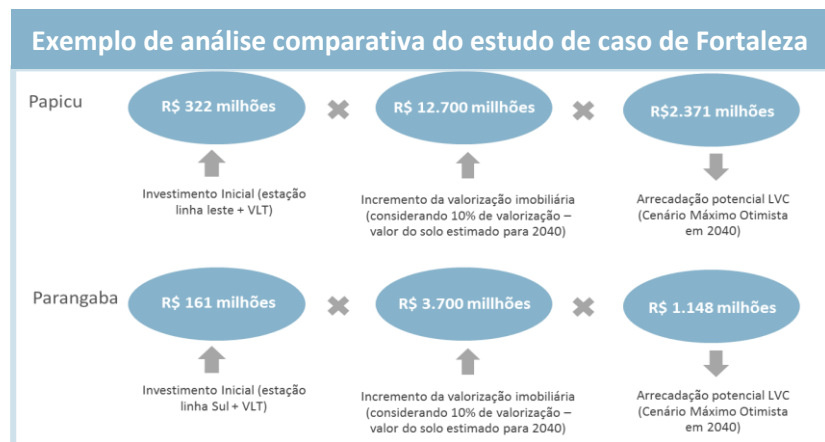 Exemplo de análise comparativa do estudo de caso de Fortaleza
Papicu
R$ 322 milhões
R$ 12.700 millhões
R$2.371 milhões
Investimento Inicial (estação
linha leste + VLT)
Incremento da valorização imobiliária
(considerando 10% de valorização –
valor do solo estimado para 2040)
Arrecadação potencial LVC
(Cenário Máximo Otimista
em 2040)
Parangaba
R$ 161 milhões
R$ 3.700 millhões
R$ 1.148 milhões
Investimento Inicial (estação
linha Sul + VLT)
Incremento da valorização imobiliária
(considerando 10% de valorização –
valor do solo estimado para 2040)
Arrecadação potencial LVC
(Cenário Máximo Otimista
em 2040)